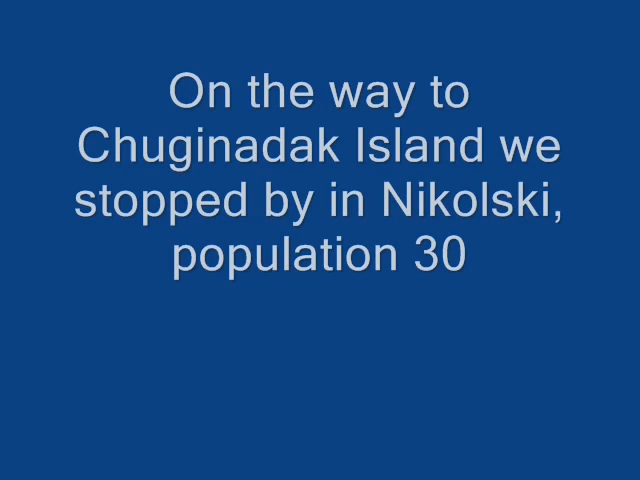 On the way to
Chuginadak Island we
stopped by in Nikolski,
population 30